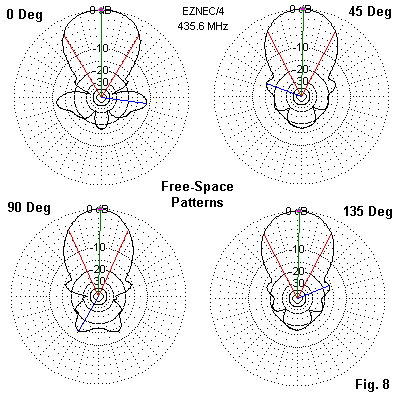 0 Deg
0 dB
EZNEC/4
435.6 MHz
0 dB
45 Deg
-10
-20
-30
-10
-20
-30
Free-Space
Patterns
90 Deg
0 dB
0 dB
135 Deg
-10
-20
-30
-10
-20
-30
Fig. 8